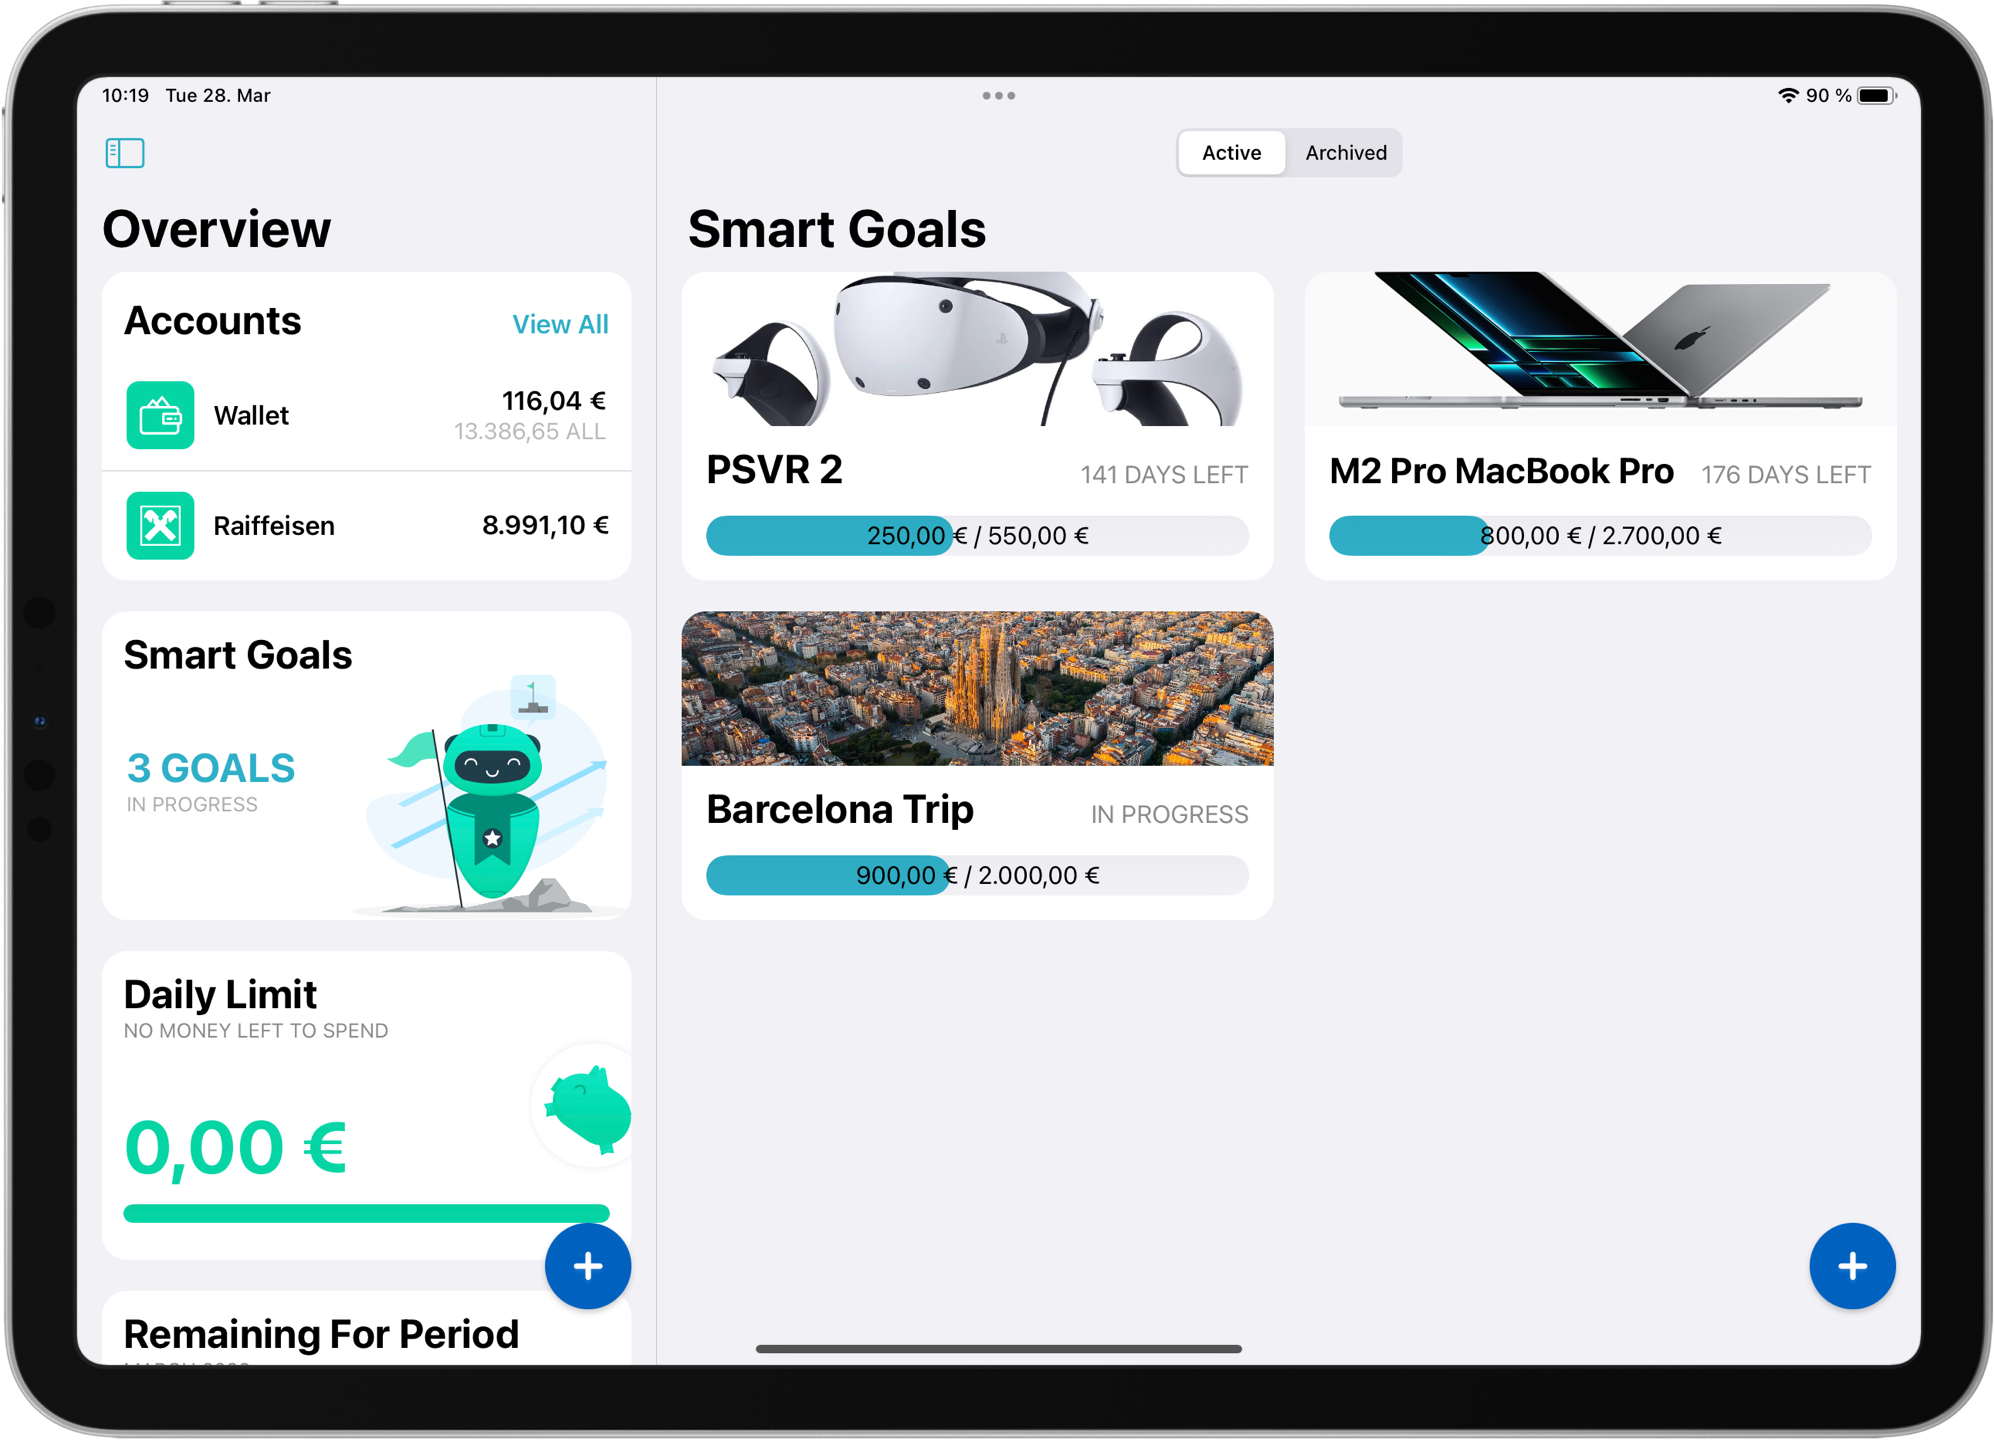 10:19 Tue 28. Mar
90 %
Active
Archived
Overview
Accounts
View All
Wallet
116,04 €
13.386,65 ALL
Raiffeisen
8.991,10 €
Smart Goals
3 GOALS
IN PROGRESS
Daily Limit
NO MONEY LEFT TO SPEND
0,00 €
Remaining For Period
Smart Goals
PSVR 2
141 DAYS LEFT
250,00 € / 550,00 €
M2 Pro MacBook Pro
176 DAYS LEFT
800,00 € / 2.700,00 €
Barcelona Trip
IN PROGRESS
900,00 € / 2.000,00 €